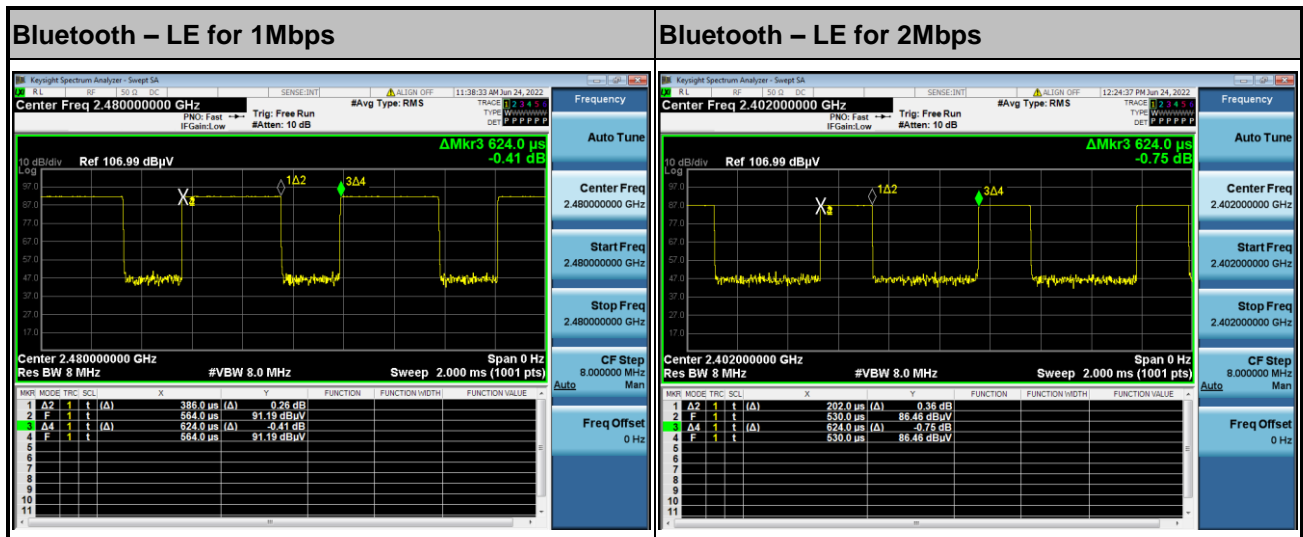 Bluetooth – LE for 1Mbps
Keysight Spectrum Analyzer - Swept SA
RL RF 50 Ω DC SENSE:INT ALIGN OFF 11:38:33 AM Jun 24, 2022
Center Freq 2.480000000 GHz #Avg Type: RMS TRACE 1 2 3 4 5 6
PNO: Fast Trig: Free Run TYPE WWWWWW
IFGain:Low #Atten: 10 dB DET P P P P P P
ΔMkr3 624.0 µs
-0.41 dB
10 dB/div Ref 106.99 dBµV
Log
97.0
87.0
77.0
67.0
57.0
47.0
37.0
27.0
17.0
1Δ2
3Δ4
Center 2.480000000 GHz Span 0 Hz
Res BW 8 MHz #VBW 8.0 MHz Sweep 2.000 ms (1001 pts)
MKR MODE TRC SCL X Y FUNCTION FUNCTION WIDTH FUNCTION VALUE
1 Δ2 1 t (Δ) 386.0 µs (Δ) 0.26 dB
2 F 1 t 564.0 µs 91.19 dBµV
3 Δ4 1 t (Δ) 624.0 µs (Δ) -0.41 dB
4 F 1 t 564.0 µs 91.19 dBµV
5
6
7
8
9
10
11
Frequency
Auto Tune
Center Freq
2.480000000 GHz
Start Freq
2.480000000 GHz
Stop Freq
2.480000000 GHz
CF Step
8.000000 MHz
Auto Man
Freq Offset
0 Hz
Bluetooth – LE for 2Mbps
Keysight Spectrum Analyzer - Swept SA
RL RF 50 Ω DC SENSE:INT ALIGN OFF 12:24:37 PM Jun 24, 2022
Center Freq 2.402000000 GHz #Avg Type: RMS TRACE 1 2 3 4 5 6
PNO: Fast Trig: Free Run TYPE WWWWWW
IFGain:Low #Atten: 10 dB DET P P P P P P
ΔMkr3 624.0 µs
-0.75 dB
10 dB/div Ref 106.99 dBµV
Log
97.0
87.0
77.0
67.0
57.0
47.0
37.0
27.0
17.0
1Δ2
3Δ4
Center 2.402000000 GHz Span 0 Hz
Res BW 8 MHz #VBW 8.0 MHz Sweep 2.000 ms (1001 pts)
MKR MODE TRC SCL X Y FUNCTION FUNCTION WIDTH FUNCTION VALUE
1 Δ2 1 t (Δ) 202.0 µs (Δ) 0.36 dB
2 F 1 t 530.0 µs 86.46 dBµV
3 Δ4 1 t (Δ) 624.0 µs (Δ) -0.75 dB
4 F 1 t 530.0 µs 86.46 dBµV
5
6
7
8
9
10
11
Frequency
Auto Tune
Center Freq
2.402000000 GHz
Start Freq
2.402000000 GHz
Stop Freq
2.402000000 GHz
CF Step
8.000000 MHz
Auto Man
Freq Offset
0 Hz